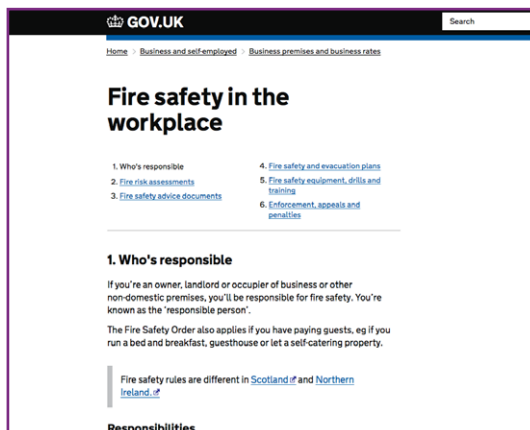 GOV.UK
Search
Home > Business and self-employed > Business premises and business rates
Fire safety in the
workplace
1. Who's responsible
2. Fire risk assessments
3. Fire safety advice documents
4. Fire safety and evacuation plans
5. Fire safety equipment, drills and
training
6. Enforcement, appeals and
penalties
1. Who's responsible
If you're an owner, landlord or occupier of business or other
non-domestic premises, you'll be responsible for fire safety. You're
known as the 'responsible person'.
The Fire Safety Order also applies if you have paying guests, eg if you
run a bed and breakfast, guesthouse or let a self-catering property.
Fire safety rules are different in Scotland and Northern
Ireland.
Responsibilities